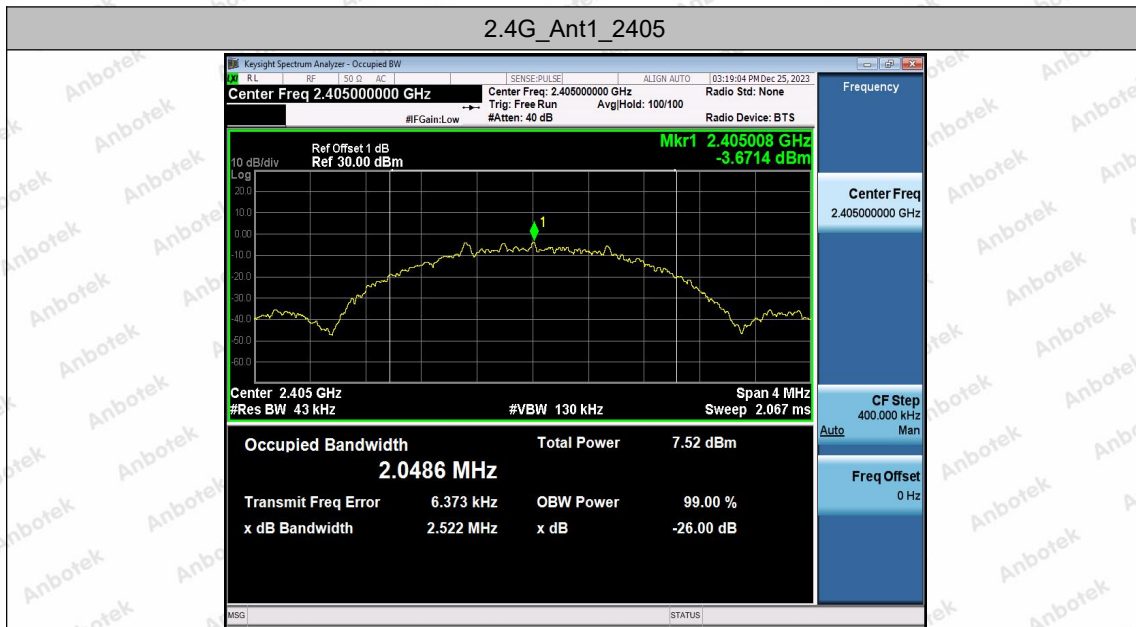 2.4G_Ant1_2405
Keysight Spectrum Analyzer - Occupied BW
LXI RL RF 50 Ω AC SENSE:PULSE ALIGN AUTO 03:19:04 PM Dec 25, 2023
Center Freq 2.405000000 GHz
Center Freq: 2.405000000 GHz Radio Std: None
Trig: Free Run Avg|Hold: 100/100
#IFGain:Low #Atten: 40 dB Radio Device: BTS
Frequency
Mkr1 2.405008 GHz
-3.6714 dBm
Ref Offset 1 dB
10 dB/div Ref 30.00 dBm
Log
20.0
10.0
0.00
-10.0
-20.0
-30.0
-40.0
-50.0
-60.0
1
Center 2.405 GHz Span 4 MHz
#Res BW 43 kHz #VBW 130 kHz Sweep 2.067 ms
Center Freq
2.405000000 GHz
CF Step
400.000 kHz
Auto Man
Freq Offset
0 Hz
Occupied Bandwidth Total Power 7.52 dBm
2.0486 MHz
Transmit Freq Error 6.373 kHz OBW Power 99.00 %
x dB Bandwidth 2.522 MHz x dB -26.00 dB
MSG STATUS
Anbotek